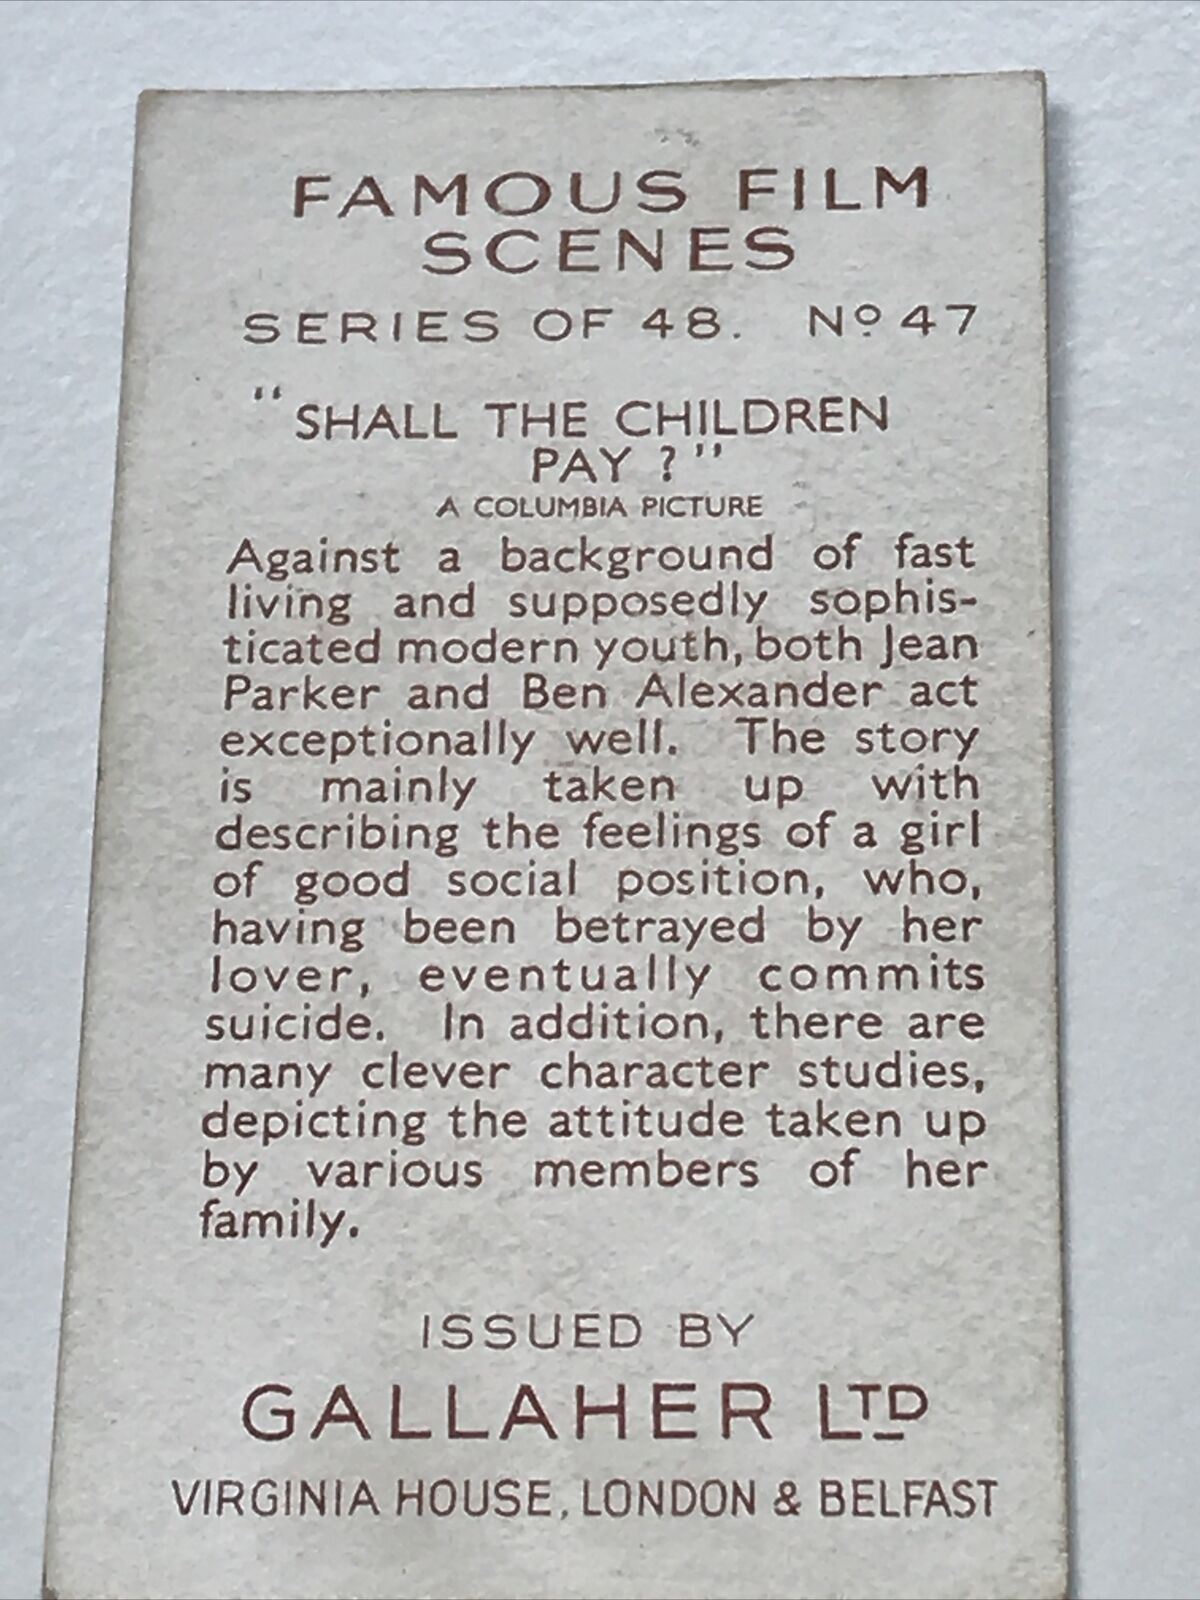 FAMOUS FILM
SCENES
SERIES OF 48. Nº 47
"SHALL THE CHILDREN
PAY ?"
A COLUMBIA PICTURE
Against a background of fast
living and supposedly sophis-
ticated modern youth, both Jean
Parker and Ben Alexander act
exceptionally well. The story
is mainly taken up with
describing the feelings of a girl
of good social position, who,
having been betrayed by her
lover, eventually commits
suicide. In addition, there are
many clever character studies,
depicting the attitude taken up
by various members of her
family.
ISSUED BY
GALLAHER LTD
VIRGINIA HOUSE, LONDON & BELFAST